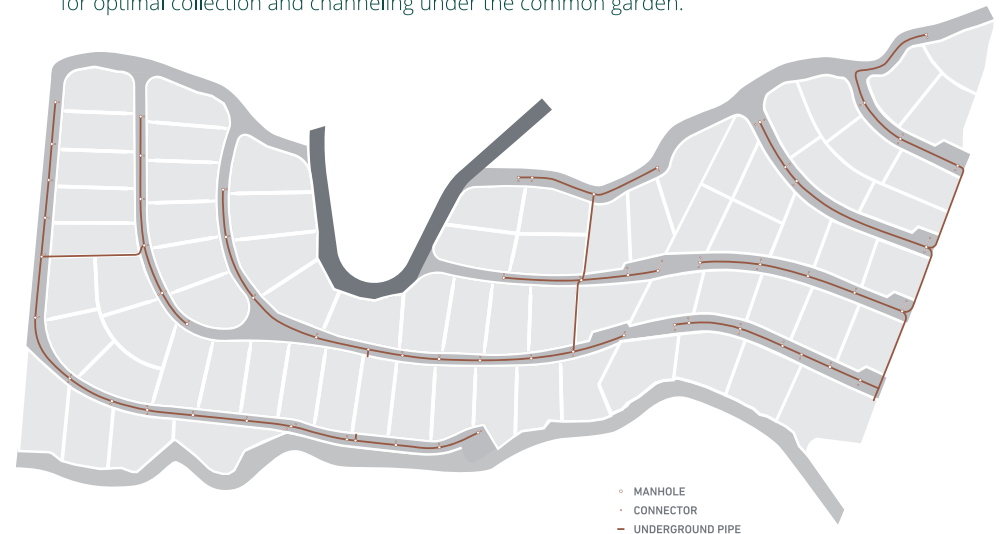 for optimal collection and channeling under the common garden.
MANHOLE
CONNECTOR
UNDERGROUND PIPE